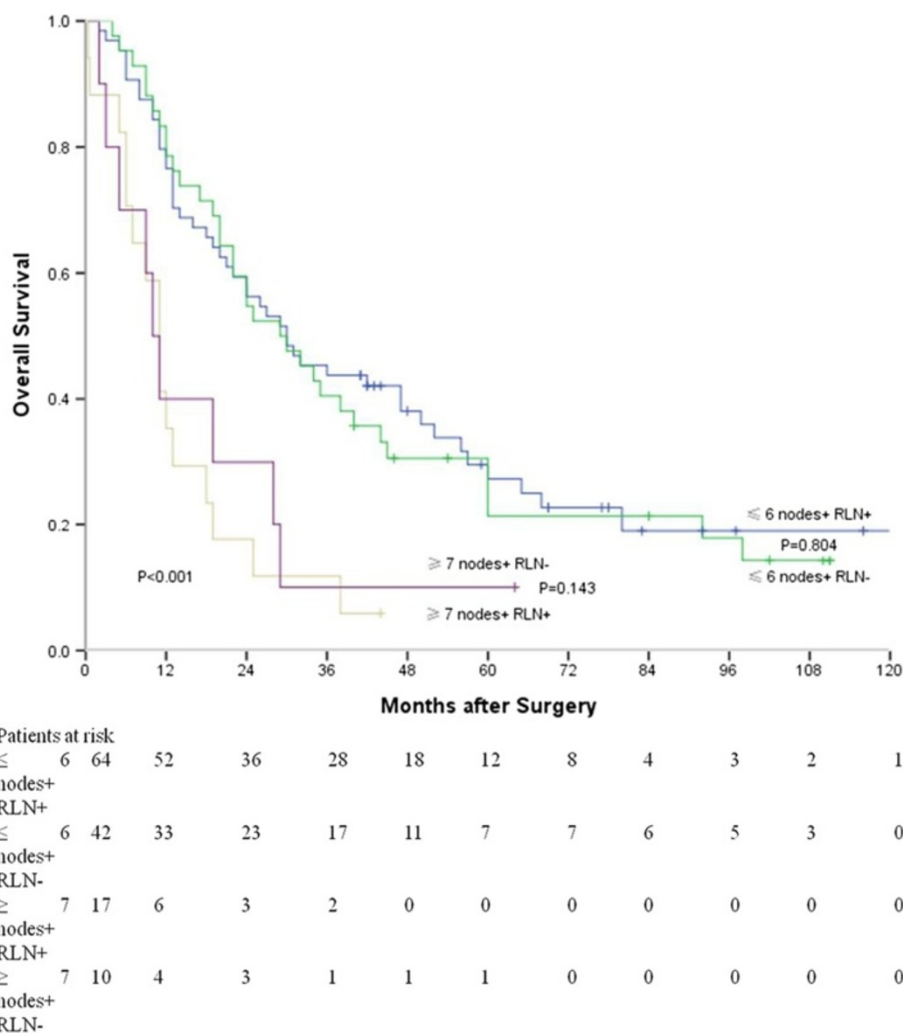 1.0
0.8
0.6
0.4
0.2
0.0
Overall Survival
⩽ 6 nodes+ RLN+
P=0.804
⩽ 6 nodes+ RLN-
⩾ 7 nodes+ RLN-
P<0.001
P=0.143
⩾ 7 nodes+ RLN+
0 12 24 36 48 60 72 84 96 108 120
Months after Surgery
Patients at risk
≤ 6 64 52 36 28 18 12 8 4 3 2 1
nodes+
RLN+
≤ 6 42 33 23 17 11 7 7 6 5 3 0
nodes+
RLN-
≥ 7 17 6 3 2 0 0 0 0 0 0 0
nodes+
RLN+
≥ 7 10 4 3 1 1 1 0 0 0 0 0
nodes+
RLN-